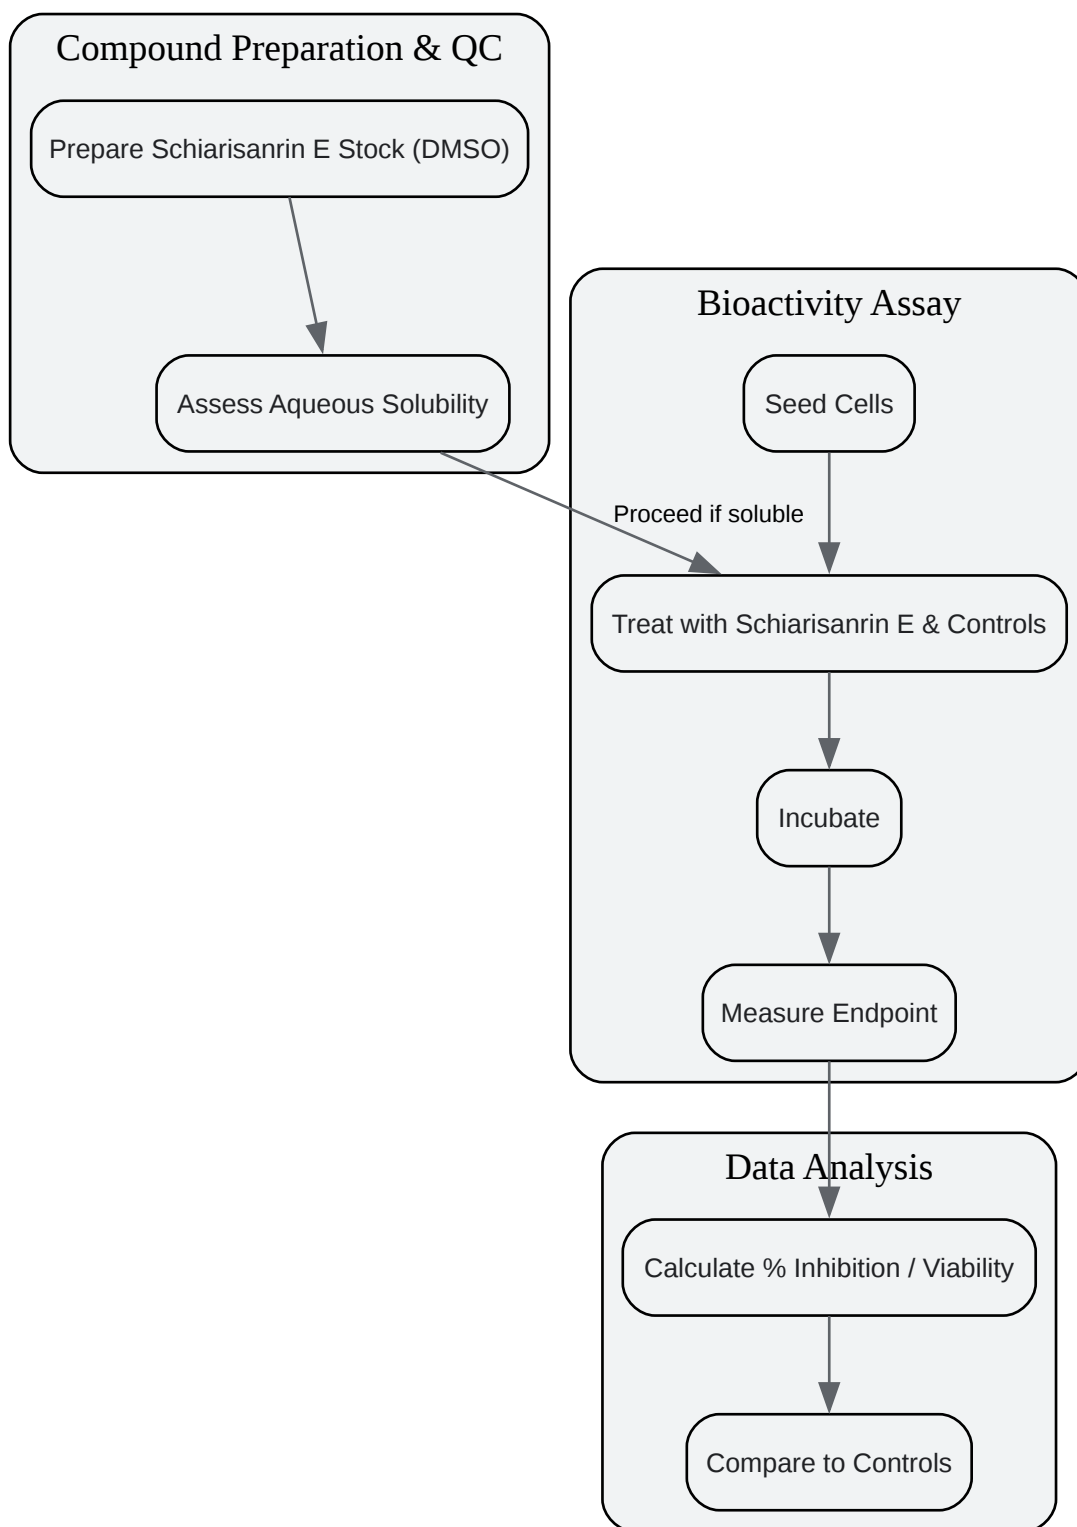 Compound Preparation & QC
Prepare Schiarisanrin E Stock (DMSO)
Assess Aqueous Solubility
Bioactivity Assay
Seed Cells
Proceed if soluble
Treat with Schiarisanrin E & Controls
Incubate
Measure Endpoint
Data Analysis
Calculate % Inhibition / Viability
Compare to Controls